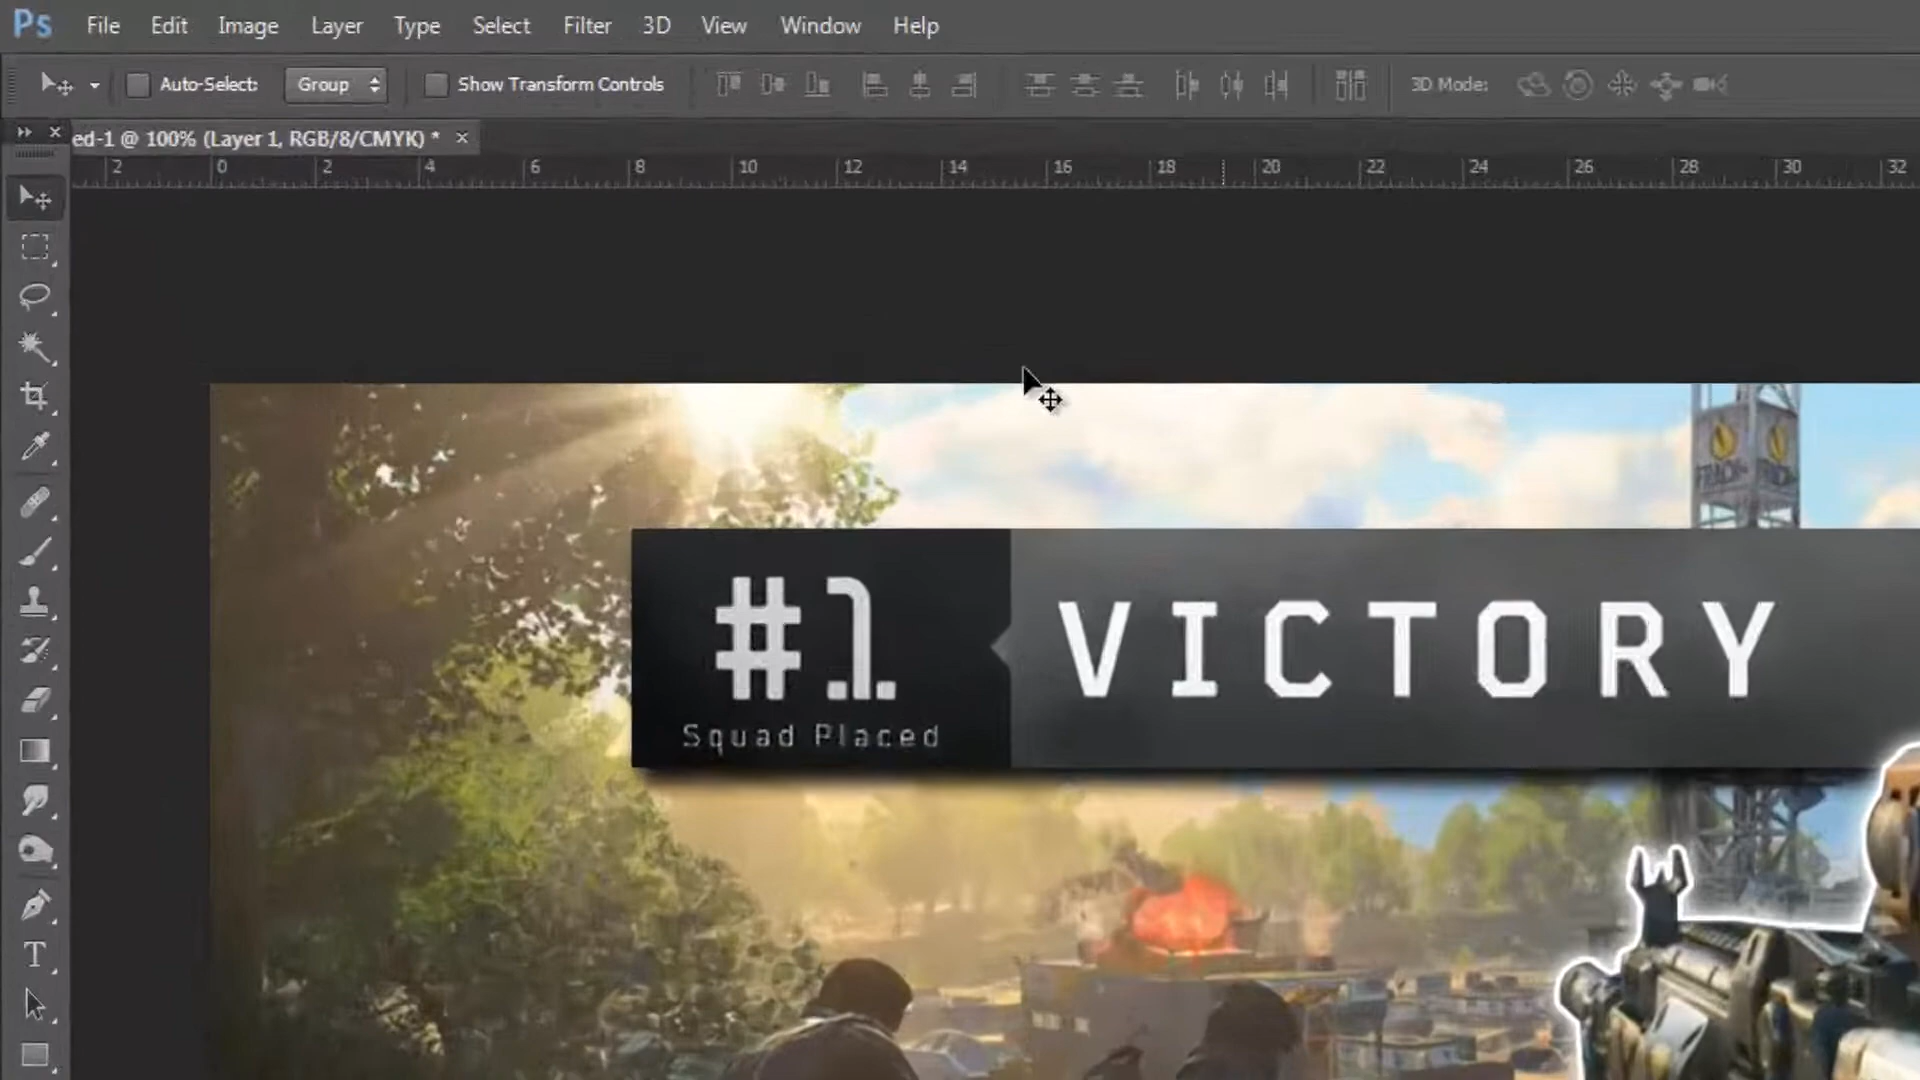 Ps File Edit Image Layer Type Select Filter 3D View Window Help
Auto-Select: Group Show Transform Controls 3D Mode:
ed-1 @ 100% (Layer 1, RGB/8/CMYK) * ×
2 0 2 4 6 8 10 12 14 16 18 20 22 24 26 28 30 32
#1 VICTORY
Squad Placed
T